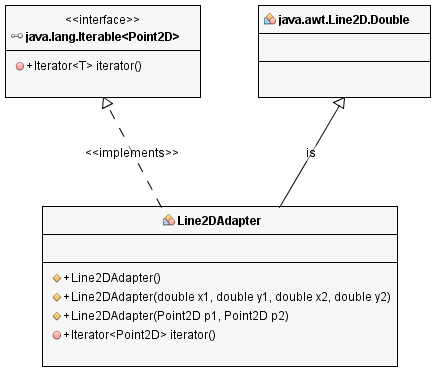 <<interface>>
java.lang.Iterable<Point2D>
+Iterator<T> iterator()
java.awt.Line2D.Double
<<implements>>
is
Line2DAdapter
+Line2DAdapter()
+Line2DAdapter(double x1, double y1, double x2, double y2)
+Line2DAdapter(Point2D p1, Point2D p2)
+Iterator<Point2D> iterator()